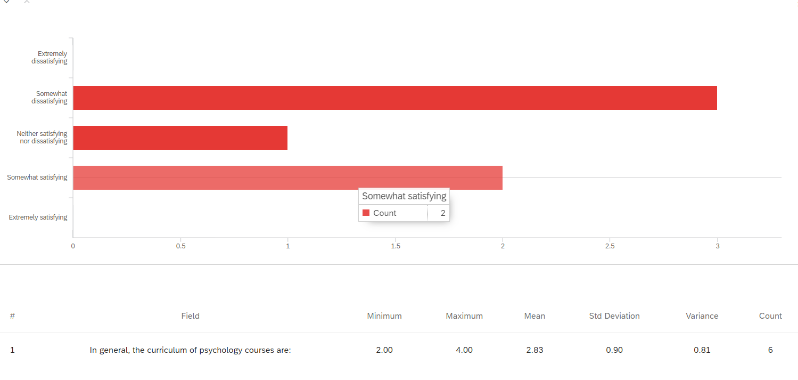 Extremely
dissatisfying
Somewhat
dissatisfying
Neither satisfying
nor dissatisfying
Somewhat satisfying
Somewhat satisfying
Count 2
Extremely satisfying
0 0.5 1 1.5 2 2.5 3
# Field Minimum Maximum Mean Std Deviation Variance Count
1 In general, the curriculum of psychology courses are: 2.00 4.00 2.83 0.90 0.81 6